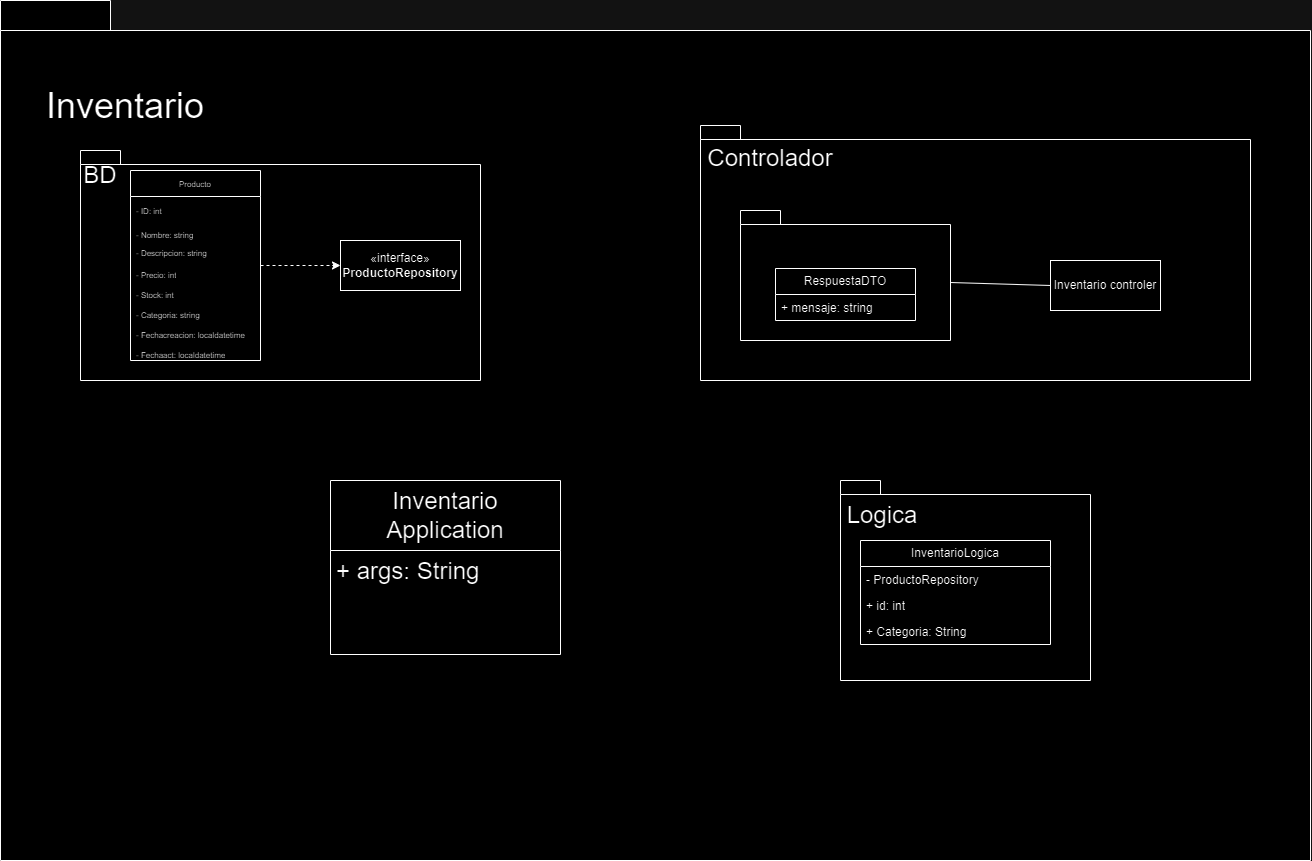 Inventario
BD
Producto
- ID: int
- Nombre: string
- Descripcion: string
- Precio: int
- Stock: int
- Categoria: string
- Fechacreacion: localdatetime
- Fechaact: localdatetime
«interface»
ProductoRepository
Controlador
RespuestaDTO
+ mensaje: string
Inventario controler
Inventario
Application
+ args: String
Logica
InventarioLogica
- ProductoRepository
+ id: int
+ Categoria: String